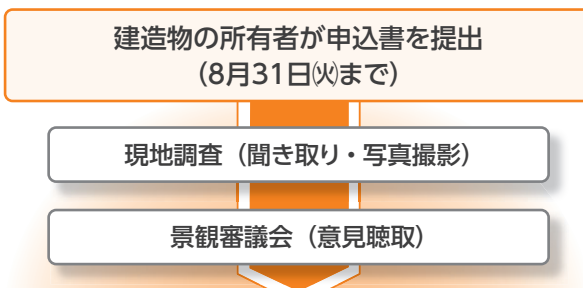 建造物の所有者が申込書を提出
（8月31日㈫まで）
現地調査（聞き取り・写真撮影）
景観審議会（意見聴取）